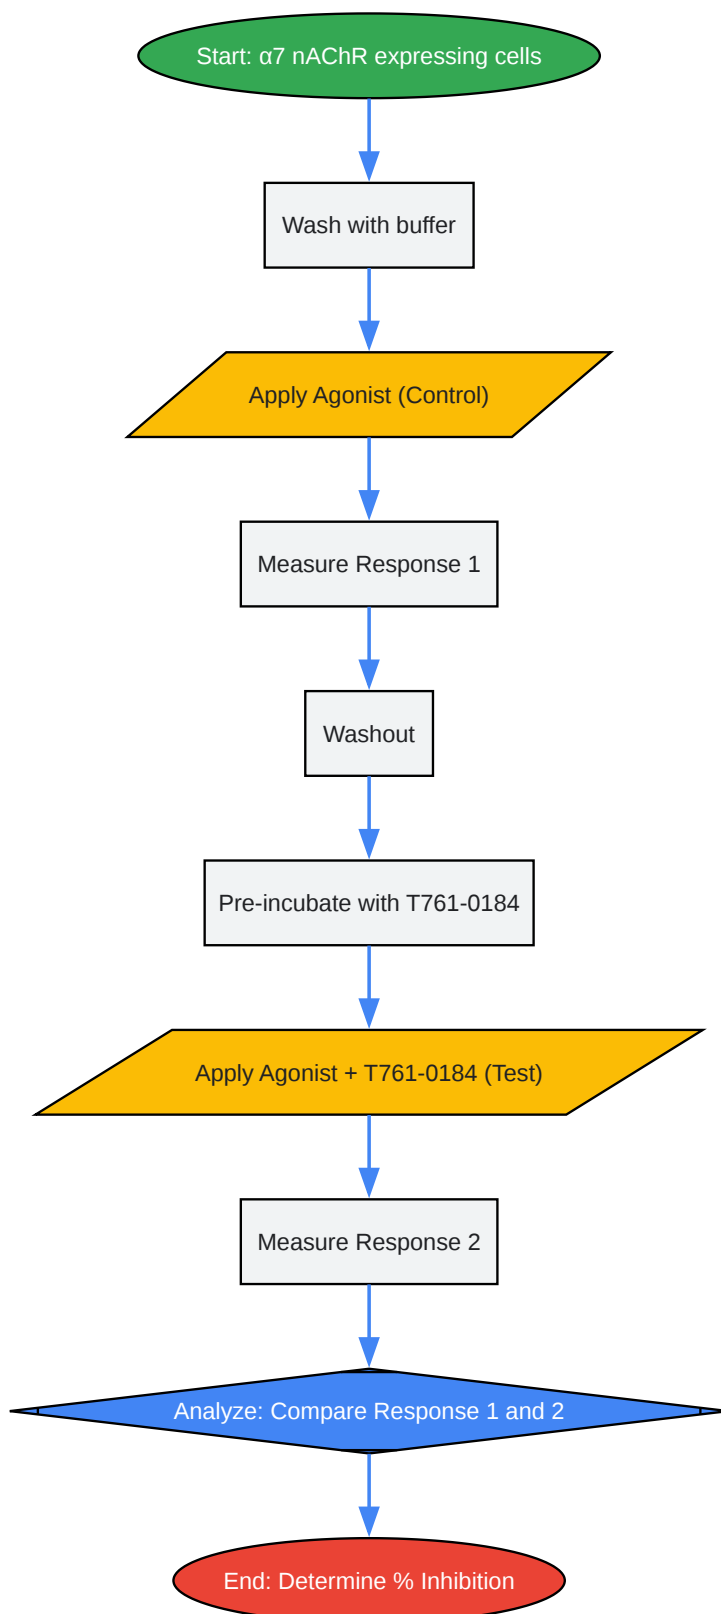 Start: α7 nAChR expressing cells
Wash with buffer
Apply Agonist (Control)
Measure Response 1
Washout
Pre-incubate with T761-0184
Apply Agonist + T761-0184 (Test)
Measure Response 2
Analyze: Compare Response 1 and 2
End: Determine % Inhibition